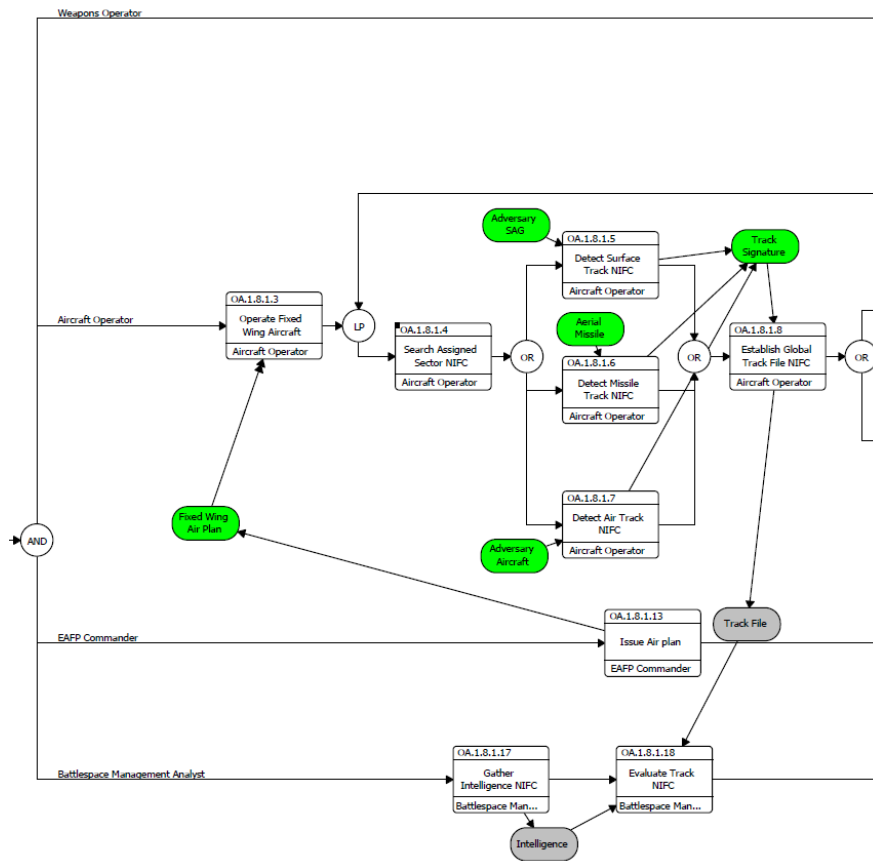 Weapons Operator
Adversary
SAG
OA.1.8.1.5
Detect Surface
Track NIFC
Aircraft Operator
Track
Signature
OA.1.8.1.3
Operate Fixed
Wing Aircraft
Aircraft Operator
Aircraft Operator
LP
OA.1.8.1.4
Search Assigned
Sector NIFC
Aircraft Operator
OR
Aerial
Missile
OA.1.8.1.6
Detect Missile
Track NIFC
Aircraft Operator
OR
OA.1.8.1.8
Establish Global
Track File NIFC
Aircraft Operator
OR
Fixed Wing
Air Plan
OA.1.8.1.7
Detect Air Track
NIFC
Aircraft Operator
Adversary
Aircraft
AND
EAFP Commander
OA.1.8.1.13
Issue Air plan
EAFP Commander
Track File
Battlespace Management Analyst
OA.1.8.1.17
Gather
Intelligence NIFC
Battlespace Man...
OA.1.8.1.18
Evaluate Track
NIFC
Battlespace Man...
Intelligence